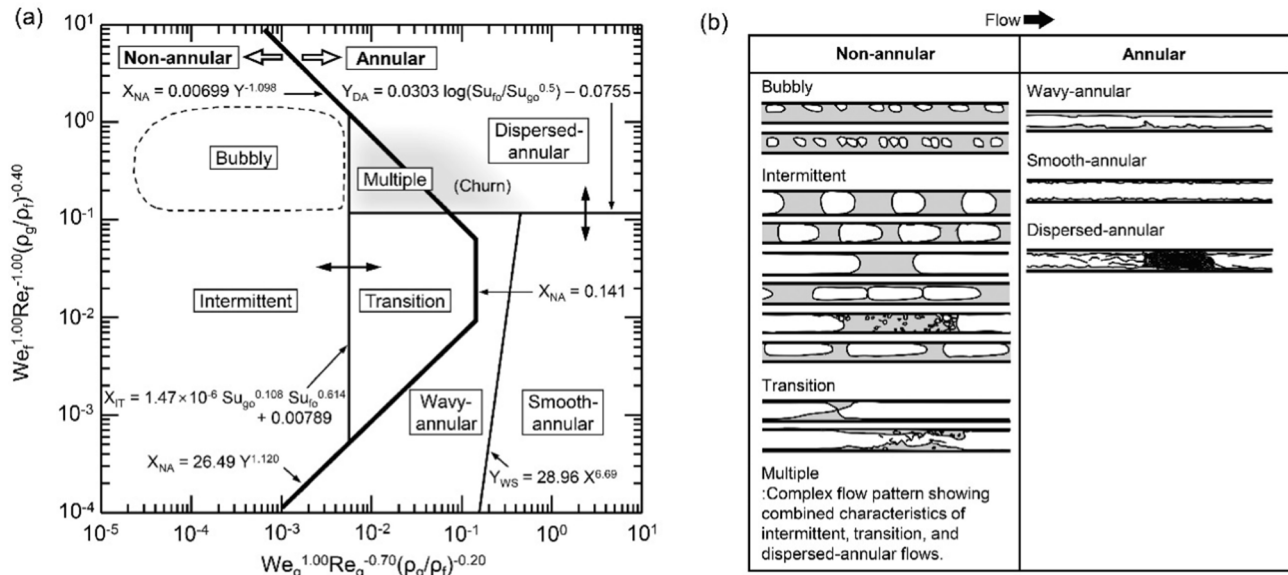 (a)
10^1
10^0
10^-1
10^-2
10^-3
10^-4
We_f^1.00Re_f^-1.00(ρ_g/ρ_f)^-0.40
Non-annular
Annular
X_NA = 0.00699 Y^-1.098
Y_DA = 0.0303 log(Su_fo/Su_go^0.5) – 0.0755
Dispersed-
annular
Bubbly
Multiple
(Churn)
Intermittent
Transition
X_NA = 0.141
X_IT = 1.47×10^-6 Su_go^0.108 Su_fo^0.614
+ 0.00789
Wavy-
annular
Smooth-
annular
X_NA = 26.49 Y^1.120
Y_WS = 28.96 X^6.69
10^-5
10^-4
10^-3
10^-2
10^-1
10^0
10^1
We_g^1.00Re_g^-0.70(ρ_g/ρ_f)^-0.20
(b)
Flow
Non-annular
Bubbly
Intermittent
Transition
Multiple
:Complex flow pattern showing
combined characteristics of
intermittent, transition, and
dispersed-annular flows.
Annular
Wavy-annular
Smooth-annular
Dispersed-annular